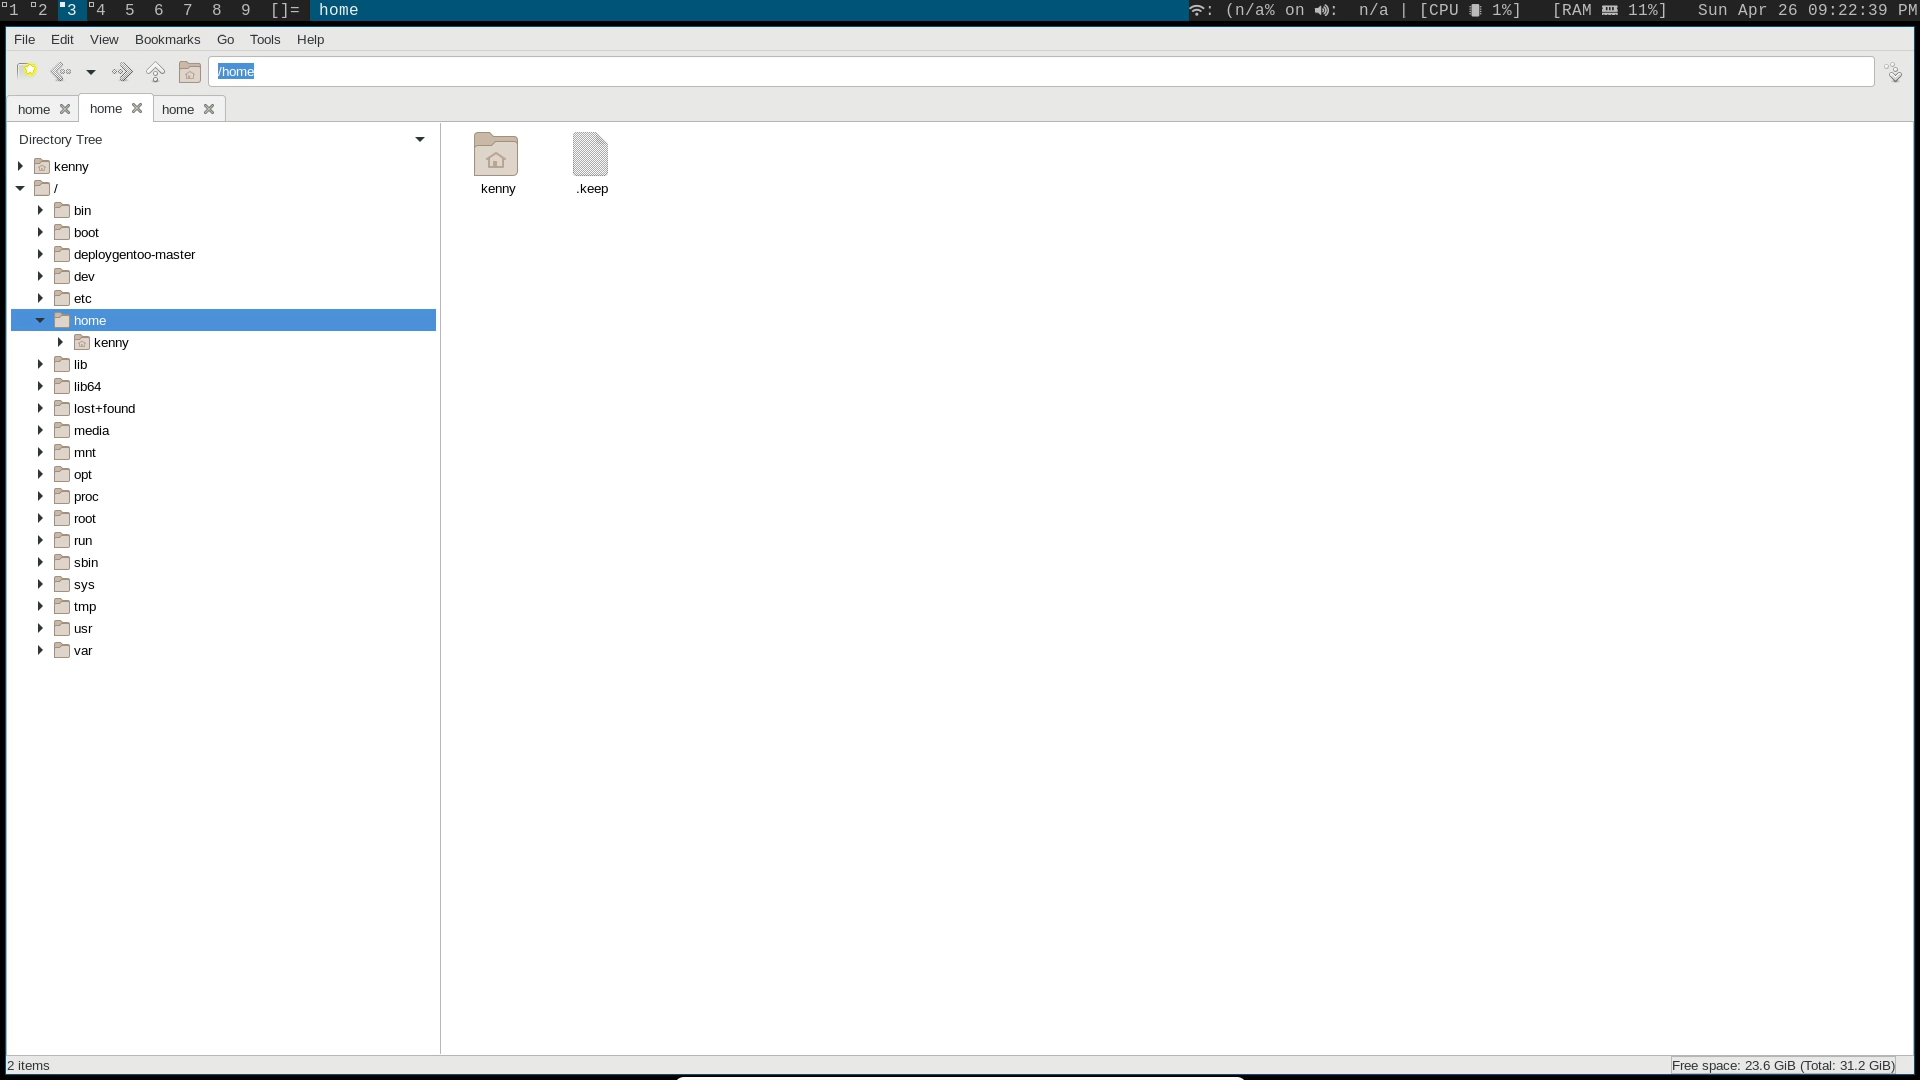 1 2 3 4 5 6 7 8 9 []= home : (n/a% on : n/a | [CPU 1%] [RAM 11%] Sun Apr 26 09:22:39 PM
File Edit View Bookmarks Go Tools Help
/home
home home home
Directory Tree
kenny
/
bin
boot
deploygentoo-master
dev
etc
home
kenny
lib
lib64
lost+found
media
mnt
opt
proc
root
run
sbin
sys
tmp
usr
var
kenny .keep
2 items Free space: 23.6 GiB (Total: 31.2 GiB)